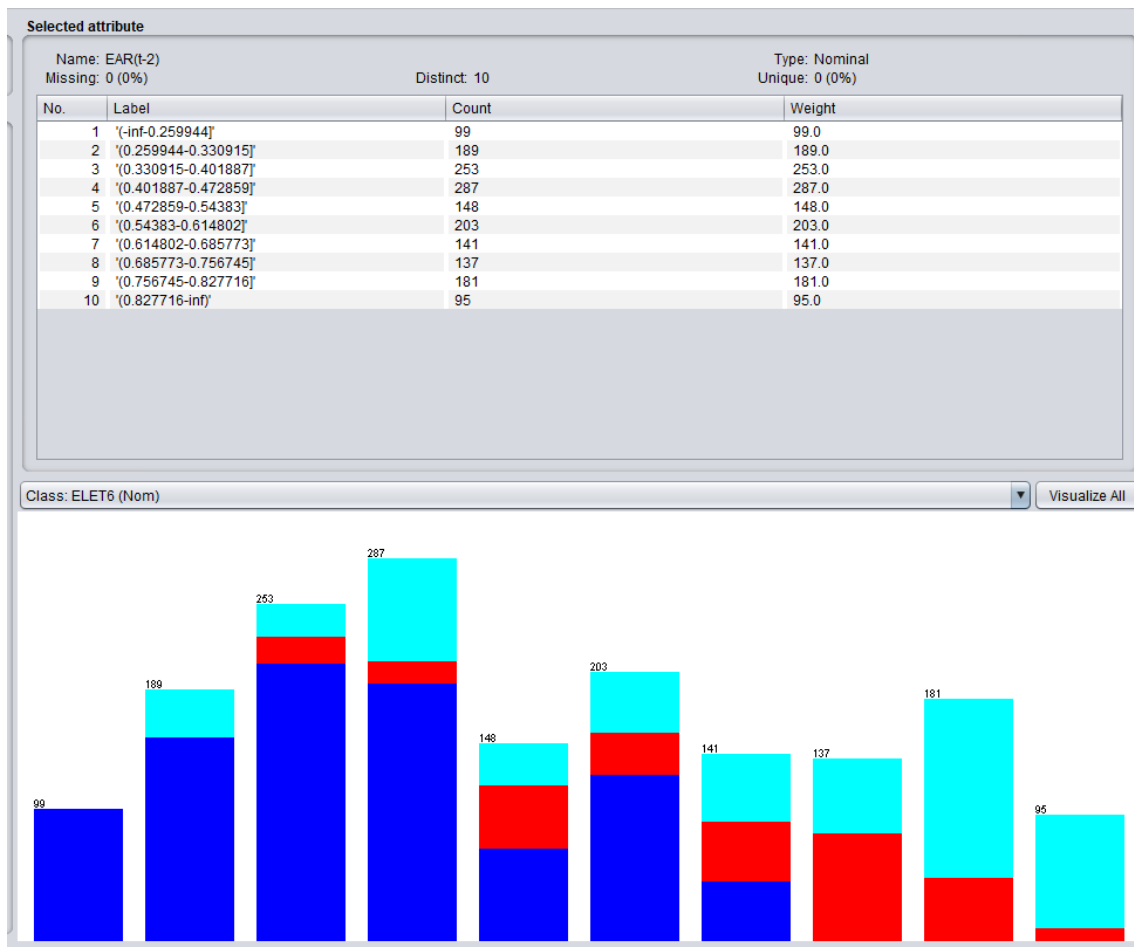 Selected attribute
Name: EAR(t-2) Type: Nominal
Missing: 0 (0%) Distinct: 10 Unique: 0 (0%)
No. Label Count Weight
1 '(-inf-0.259944]' 99 99.0
2 '(0.259944-0.330915]' 189 189.0
3 '(0.330915-0.401887]' 253 253.0
4 '(0.401887-0.472859]' 287 287.0
5 '(0.472859-0.54383]' 148 148.0
6 '(0.54383-0.614802]' 203 203.0
7 '(0.614802-0.685773]' 141 141.0
8 '(0.685773-0.756745]' 137 137.0
9 '(0.756745-0.827716]' 181 181.0
10 '(0.827716-inf)' 95 95.0
Class: ELET6 (Nom) Visualize All
99 189 253 287 148 203 141 137 181 95